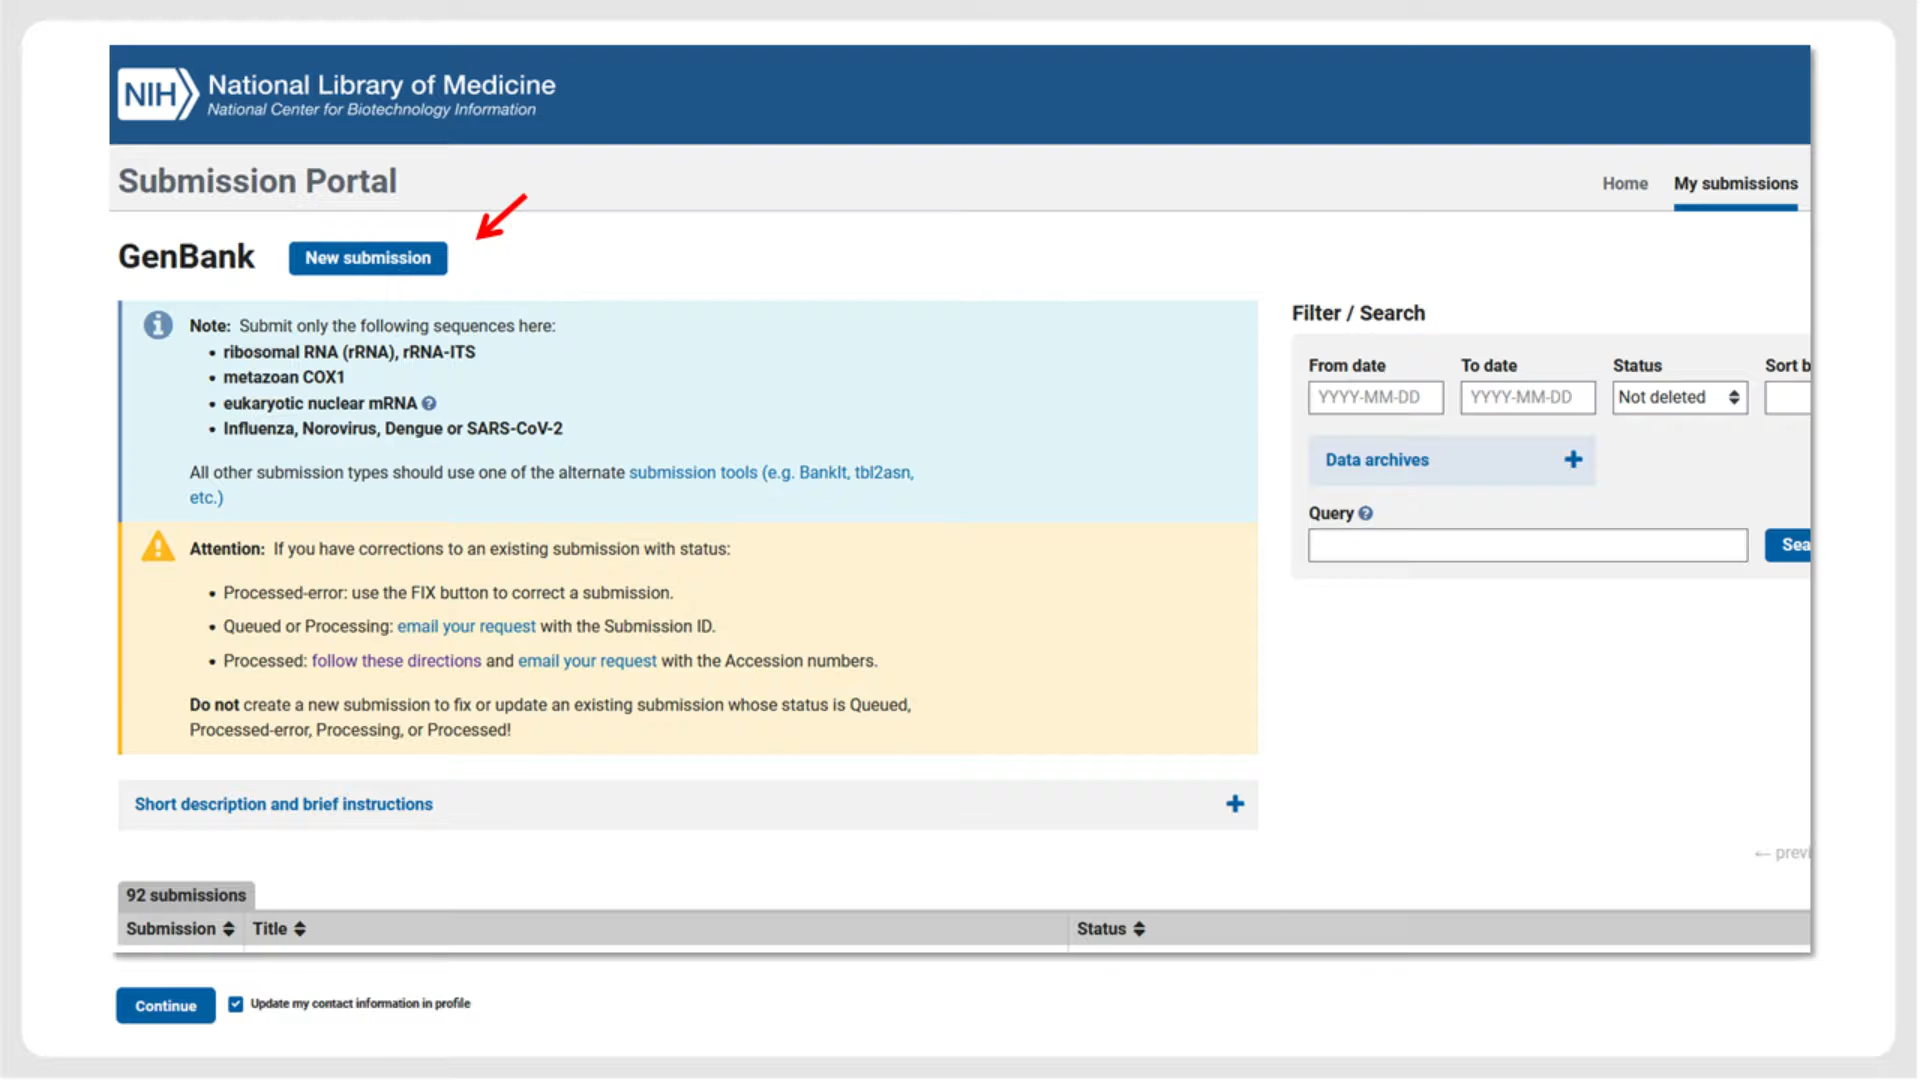 NIH National Library of Medicine
National Center for Biotechnology Information
Submission Portal
Home My submissions
GenBank New submission
Note: Submit only the following sequences here:
• ribosomal RNA (rRNA), rRNA-ITS
• metazoan COX1
• eukaryotic nuclear mRNA
• Influenza, Norovirus, Dengue or SARS-CoV-2
All other submission types should use one of the alternate submission tools (e.g. BankIt, tbl2asn,
etc.)
Attention: If you have corrections to an existing submission with status:
• Processed-error: use the FIX button to correct a submission.
• Queued or Processing: email your request with the Submission ID.
• Processed: follow these directions and email your request with the Accession numbers.
Do not create a new submission to fix or update an existing submission whose status is Queued,
Processed-error, Processing, or Processed!
Short description and brief instructions
Filter / Search
From date To date Status Sort b
YYYY-MM-DD YYYY-MM-DD Not deleted
Data archives
Query
Sea
← previ
92 submissions
Submission Title Status
Continue Update my contact information in profile